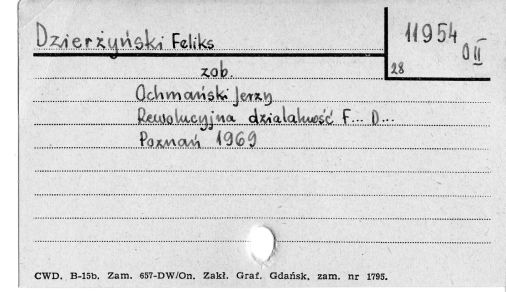 Dzierżyński Feliks
11954
OII
28
zob.
Ochmański Jerzy
Rewolucyjna działalność F... D...
Poznań 1969
CWD. B-15b. Zam. 657-DW/On. Zakł. Graf. Gdańsk. zam. nr 1795.